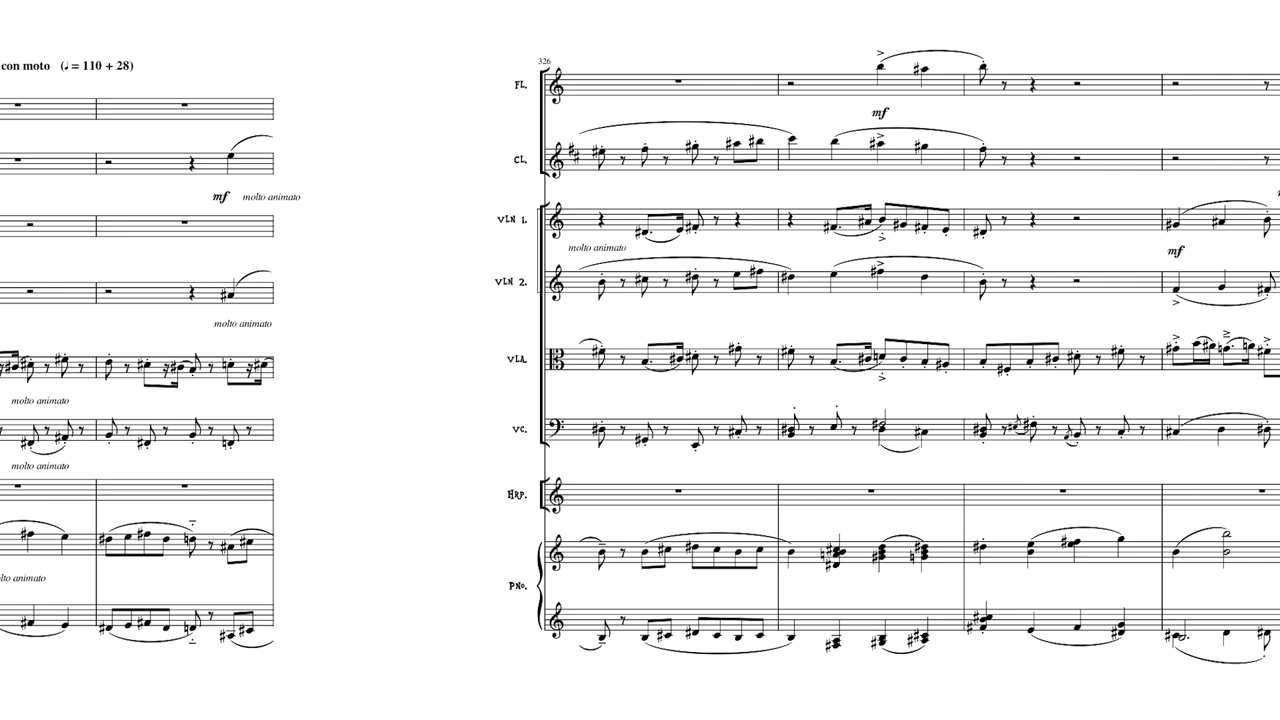 con moto (♩ = 110 + 28)
mf molto animato
molto animato
molto animato
molto animato
lto animato
326
FL.
mf
CL.
VLN 1.
molto animato
mf
VLN 2.
VLA.
VC.
HRP.
PNO.